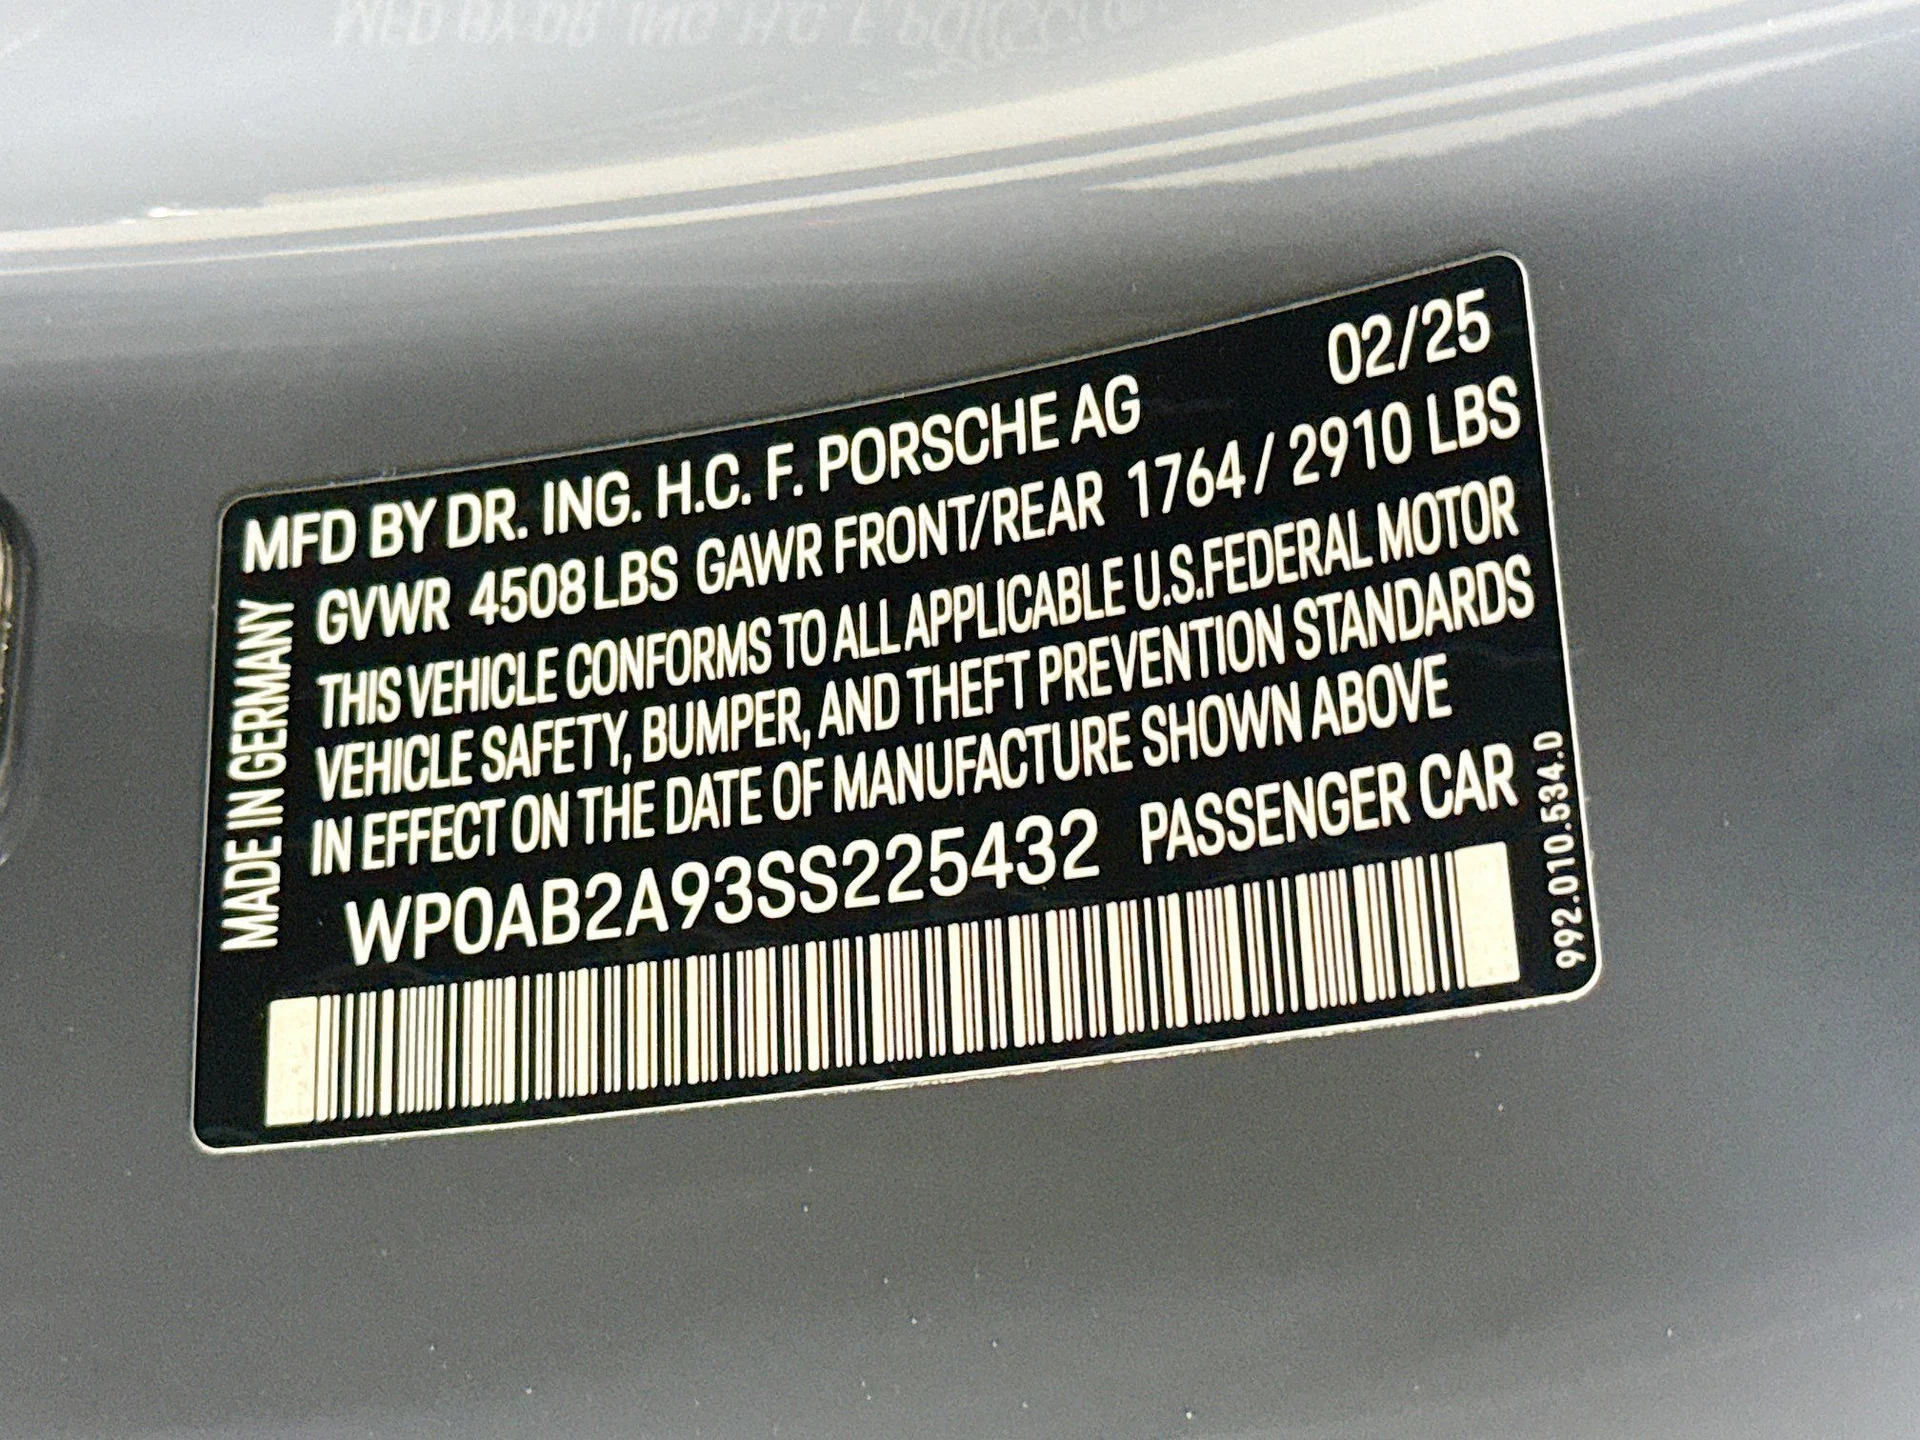 MFD BY DR. ING. H.C. F. PORSCHE AG 02/25
GVWR 4508 LBS GAWR FRONT/REAR 1764 / 2910 LBS
THIS VEHICLE CONFORMS TO ALL APPLICABLE U.S.FEDERAL MOTOR
VEHICLE SAFETY, BUMPER, AND THEFT PREVENTION STANDARDS
IN EFFECT ON THE DATE OF MANUFACTURE SHOWN ABOVE
WP0AB2A93SS225432 PASSENGER CAR
MADE IN GERMANY
992.010.534.D